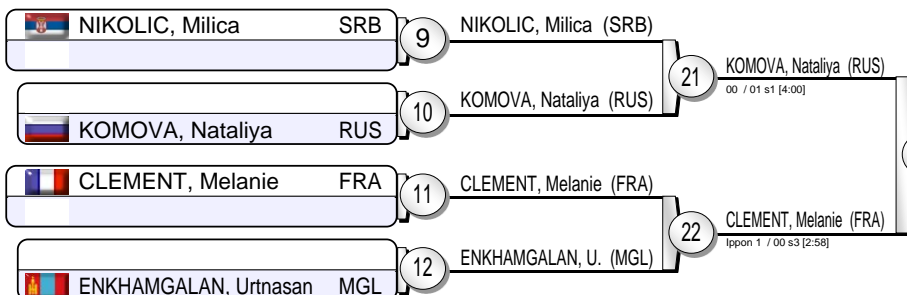 NIKOLIC, Milica SRB
9
NIKOLIC, Milica (SRB)
21
KOMOVA, Nataliya (RUS)
00 / 01 s1 [4:00]
KOMOVA, Nataliya RUS
10
KOMOVA, Nataliya (RUS)
CLEMENT, Melanie FRA
11
CLEMENT, Melanie (FRA)
22
CLEMENT, Melanie (FRA)
Ippon 1 / 00 s3 [2:58]
ENKHAMGALAN, Urtnasan MGL
12
ENKHAMGALAN, U. (MGL)